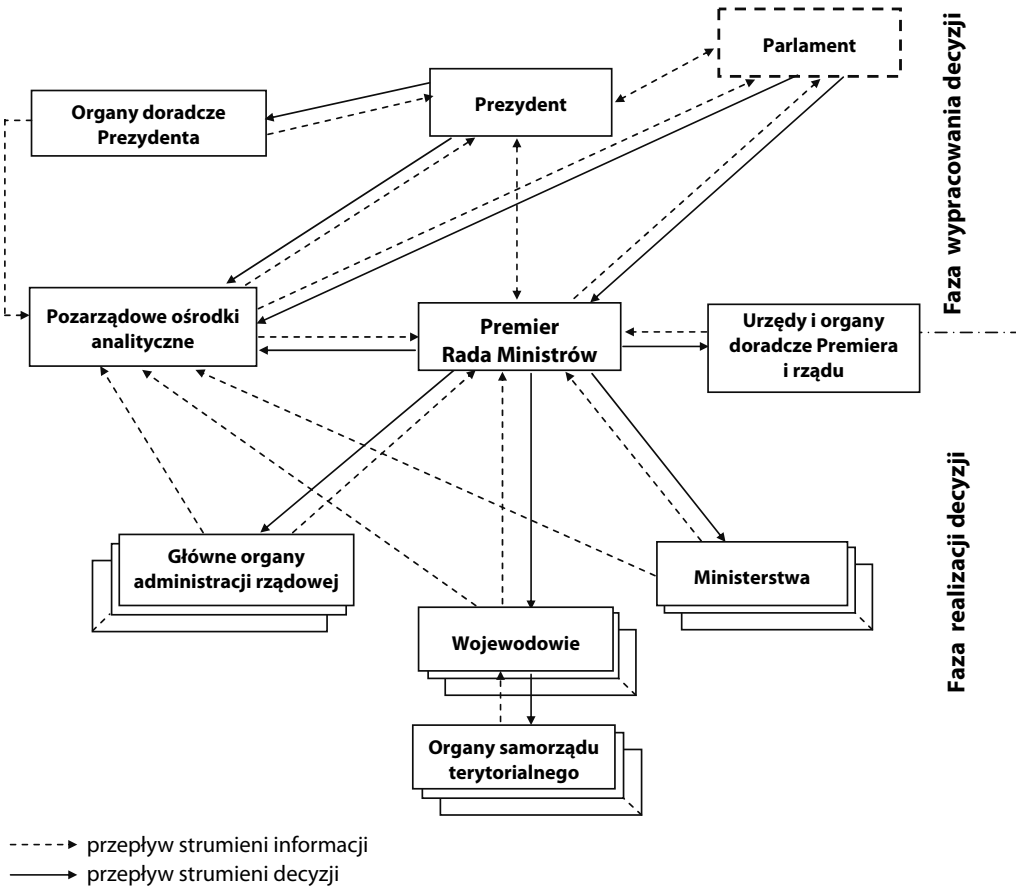 Parlament
Faza wypracowania decyzji
Prezydent
Organy doradcze
Prezydenta
Pozarządowe ośrodki
analityczne
Premier
Rada Ministrów
Urzędy i organy
doradcze Premiera
i rządu
Faza realizacji decyzji
Główne organy
administracji rządowej
Ministerstwa
Wojewodowie
Organy samorządu
terytorialnego
przepływ strumieni informacji
przepływ strumieni decyzji